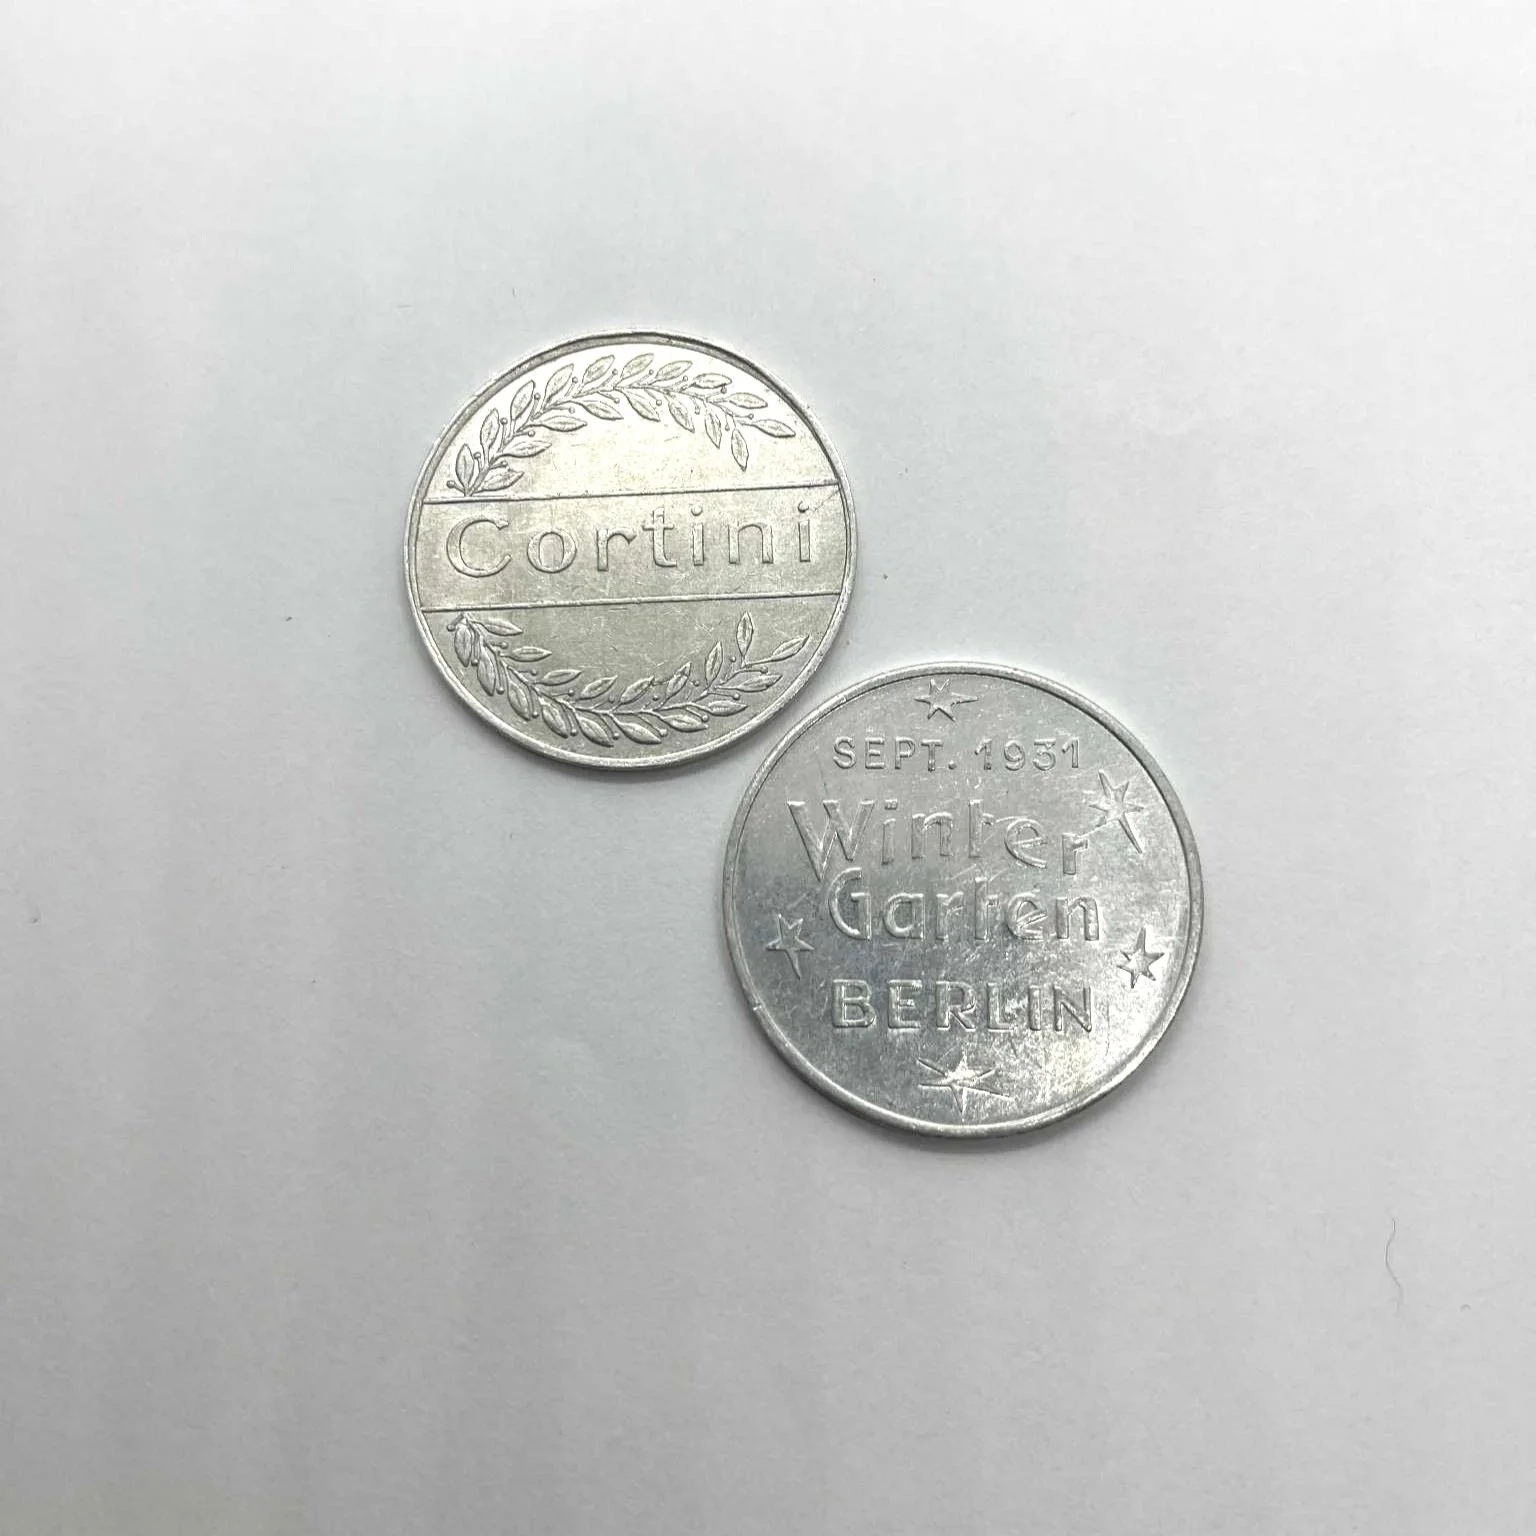 Cortini
SEPT. 1931
Winter
Garten
BERLIN